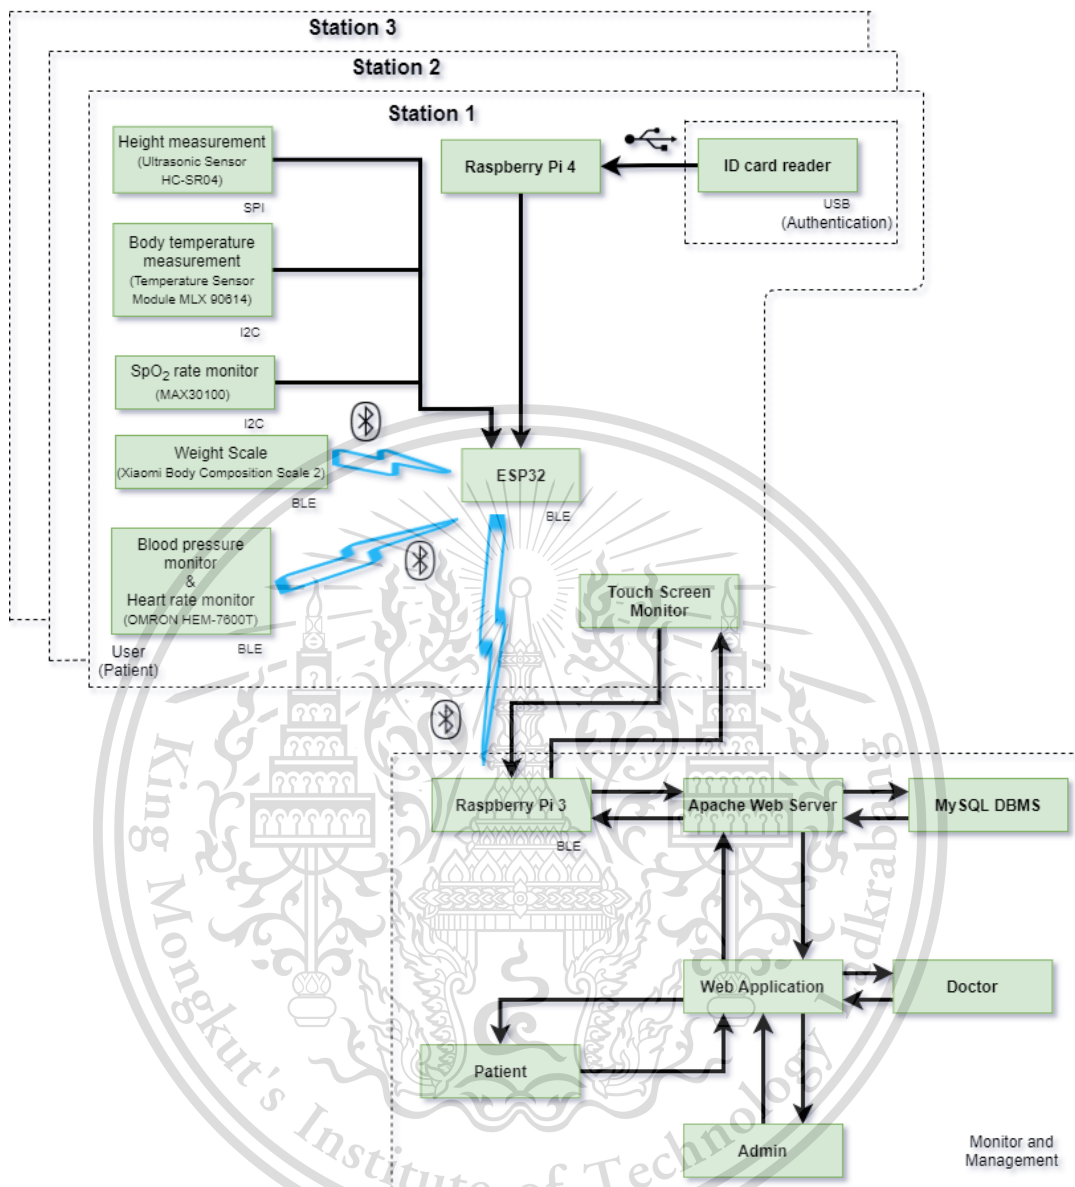 Station 3
Station 2
Station 1
Height measurement
(Ultrasonic Sensor
HC-SR04)
SPI
Body temperature
measurement
(Temperature Sensor
Module MLX 90614)
I2C
SpO₂ rate monitor
(MAX30100)
I2C
Weight Scale
(Xiaomi Body Composition Scale 2)
BLE
Blood pressure
monitor
&
Heart rate monitor
(OMRON HEM-7600T)
BLE
User
(Patient)
Raspberry Pi 4
ID card reader
USB
(Authentication)
ESP32
BLE
Touch Screen
Monitor
Raspberry Pi 3
BLE
Apache Web Server
MySQL DBMS
Web Application
Doctor
Patient
Admin
Monitor and
Management
King Mongkut's Institute of Technology Ladkrabang